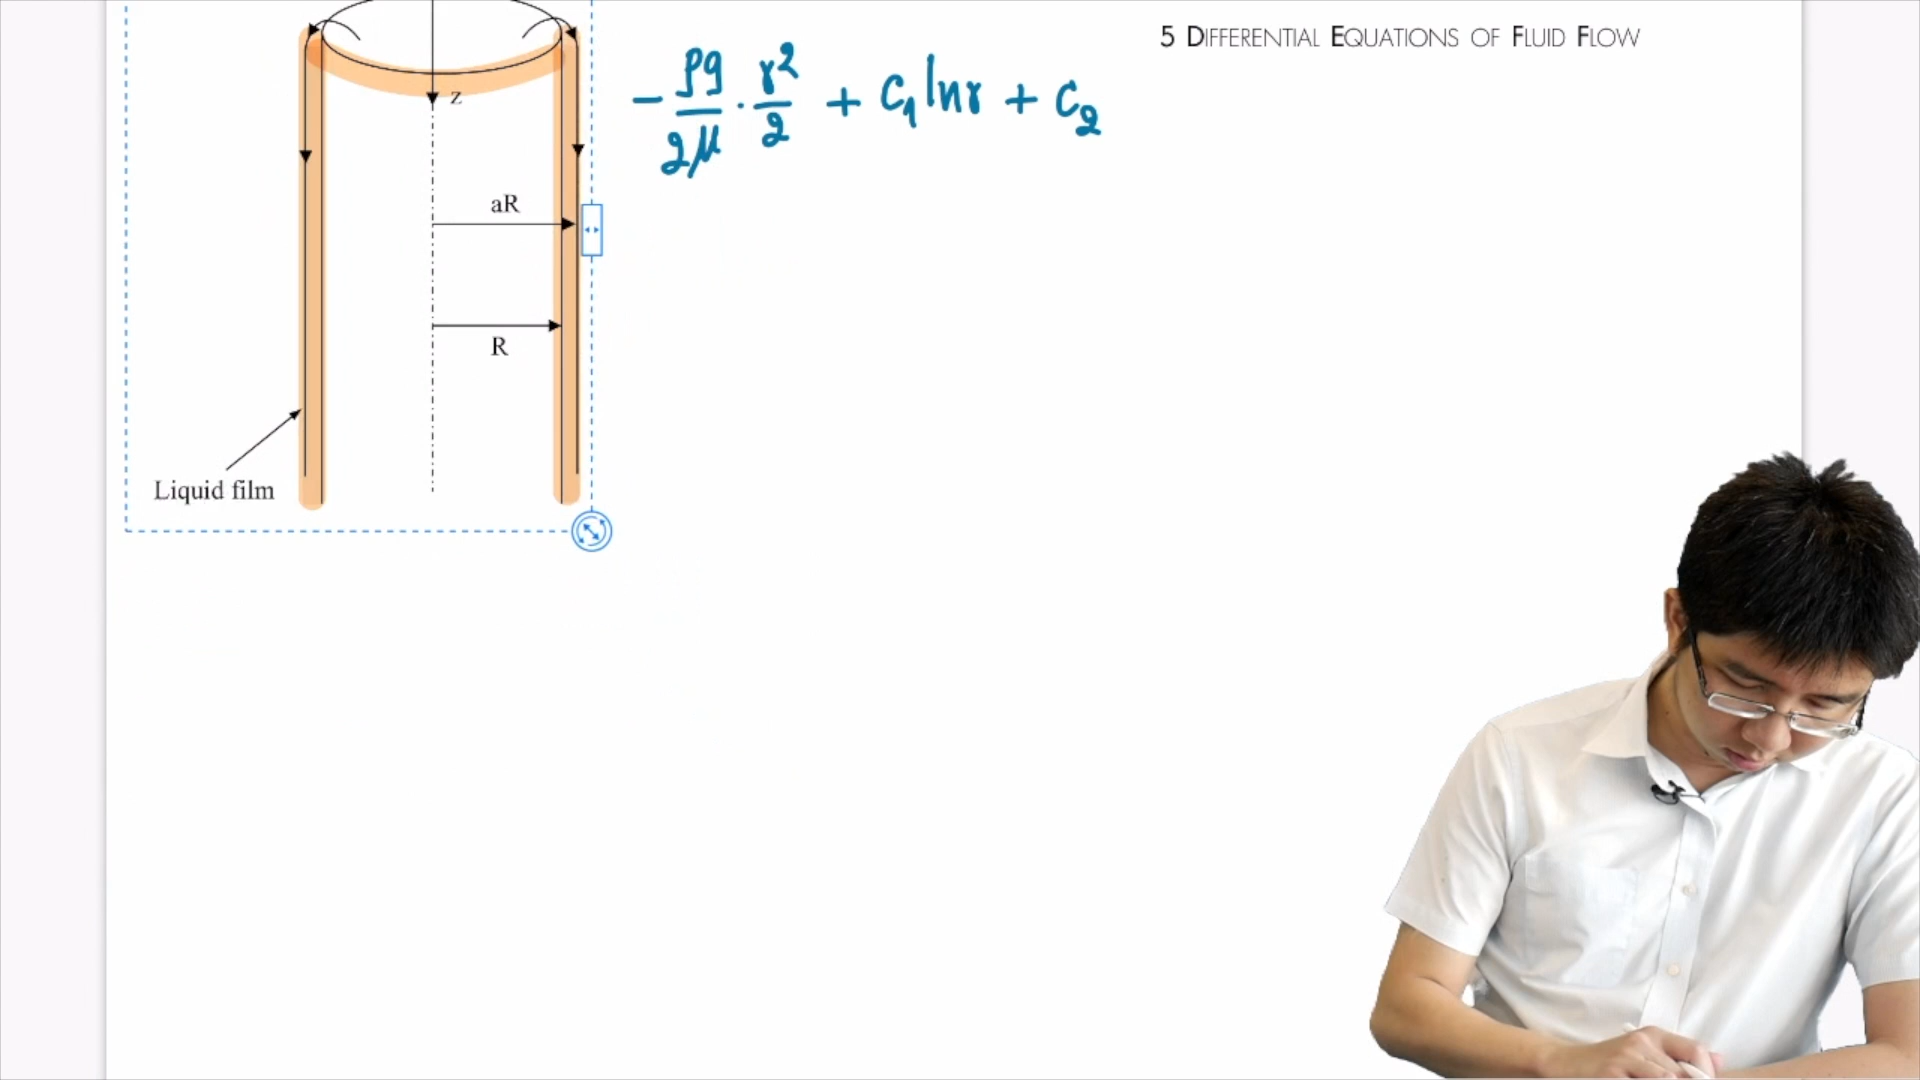 5 DIFFERENTIAL EQUATIONS OF FLUID FLOW
-ρg/2μ · r²/2 + C₁ ln r + C₂
z
aR
R
Liquid film